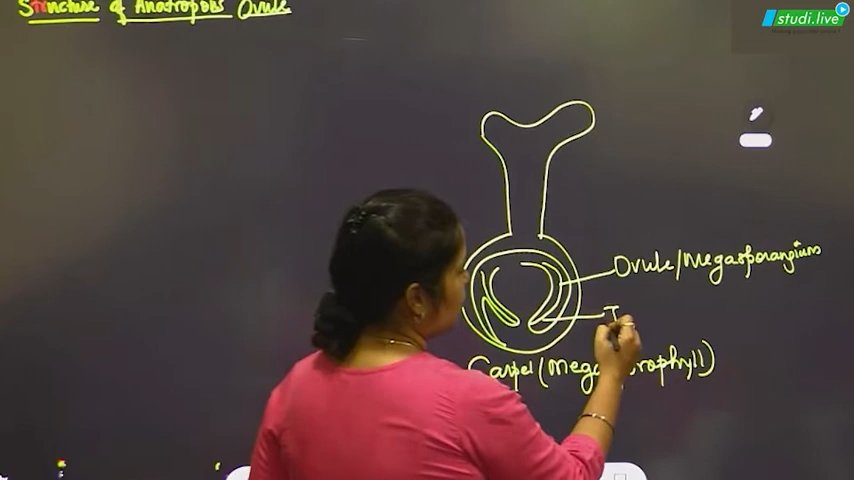 Structure of Anatropous Ovule
studi.live
Ovule/Megasporangium
I
Carpel (Mega rophyll)